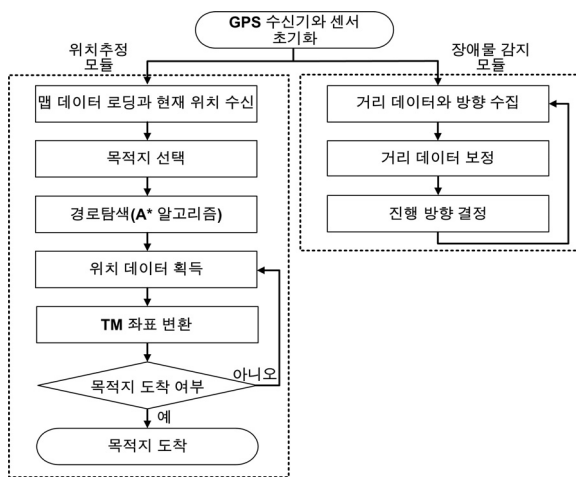 GPS 수신기와 센서
초기화
위치추정
모듈
맵 데이터 로딩과 현재 위치 수신
목적지 선택
경로탐색(A* 알고리즘)
위치 데이터 획득
TM 좌표 변환
목적지 도착 여부
아니오
예
목적지 도착
장애물 감지
모듈
거리 데이터와 방향 수집
거리 데이터 보정
진행 방향 결정